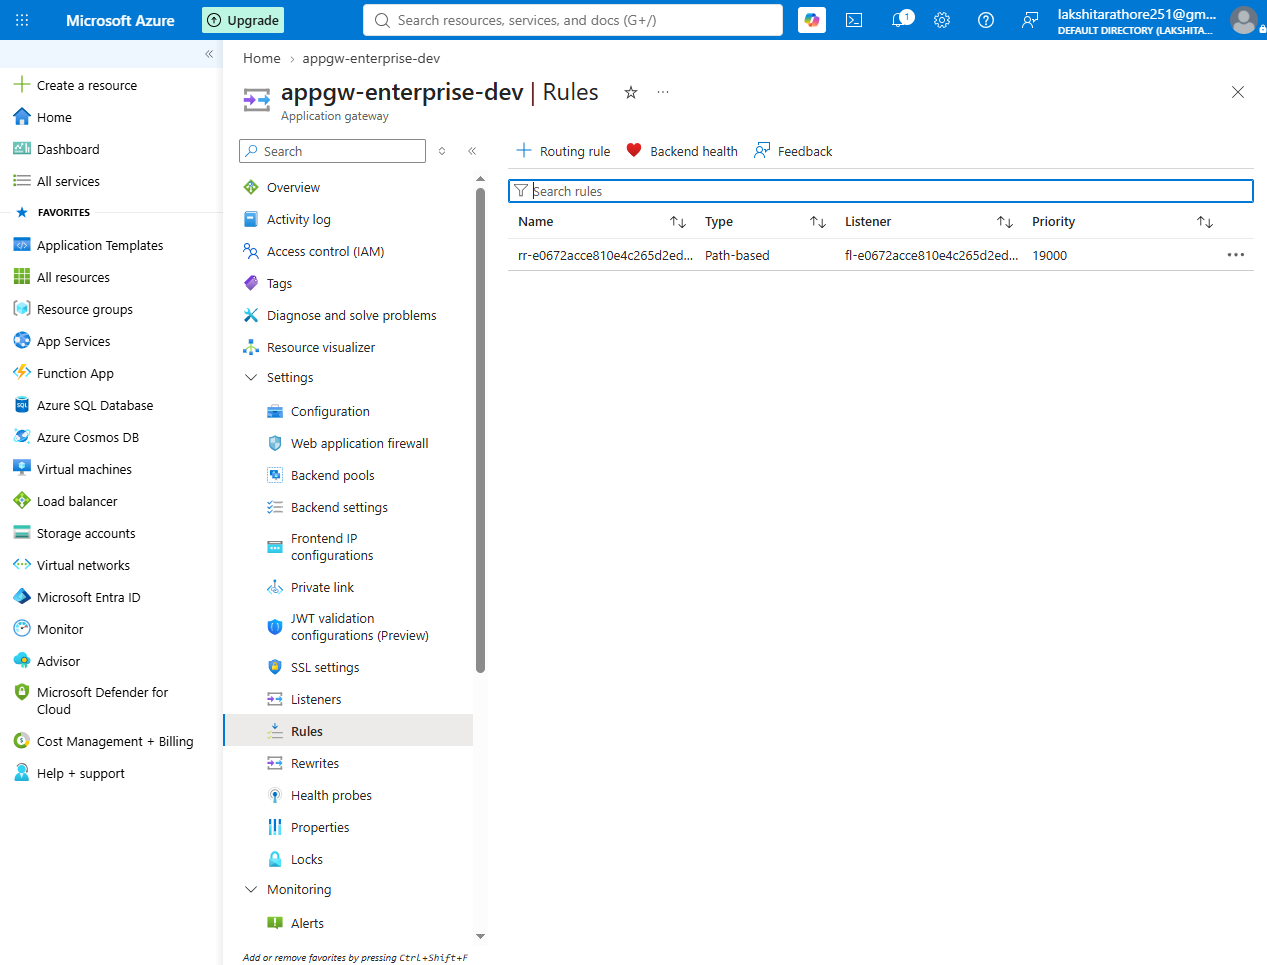 Microsoft Azure
Upgrade
Search resources, services, and docs (G+/)
1
lakshitarathore251@gm...
DEFAULT DIRECTORY (LAKSHITA...
Create a resource
Home
Dashboard
All services
FAVORITES
Application Templates
All resources
Resource groups
App Services
Function App
Azure SQL Database
Azure Cosmos DB
Virtual machines
Load balancer
Storage accounts
Virtual networks
Microsoft Entra ID
Monitor
Advisor
Microsoft Defender for
Cloud
Cost Management + Billing
Help + support
Home > appgw-enterprise-dev
appgw-enterprise-dev | Rules
Application gateway
Search
Overview
Activity log
Access control (IAM)
Tags
Diagnose and solve problems
Resource visualizer
Settings
Configuration
Web application firewall
Backend pools
Backend settings
Frontend IP
configurations
Private link
JWT validation
configurations (Preview)
SSL settings
Listeners
Rules
Rewrites
Health probes
Properties
Locks
Monitoring
Alerts
Add or remove favorites by pressing Ctrl+Shift+F
Routing rule Backend health Feedback
Search rules
Name Type Listener Priority
rr-e0672acce810e4c265d2ed... Path-based fl-e0672acce810e4c265d2ed... 19000